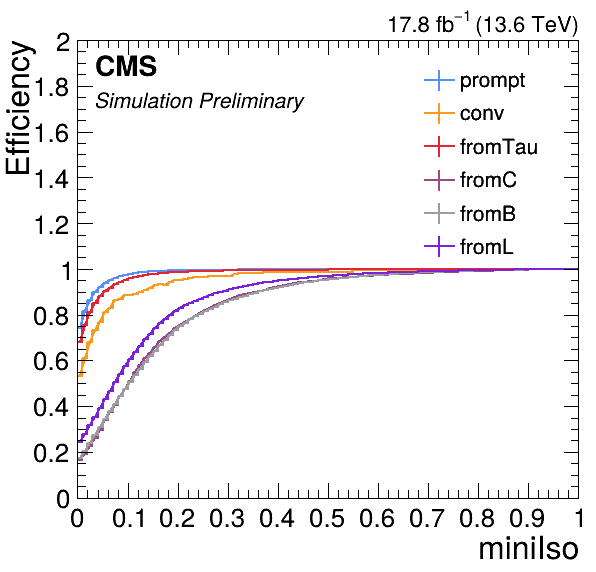 17.8 fb⁻¹ (13.6 TeV)
CMS
Simulation Preliminary
Efficiency
2
1.8
1.6
1.4
1.2
1
0.8
0.6
0.4
0.2
0
prompt
conv
fromTau
fromC
fromB
fromL
0 0.1 0.2 0.3 0.4 0.5 0.6 0.7 0.8 0.9 1
miniIso